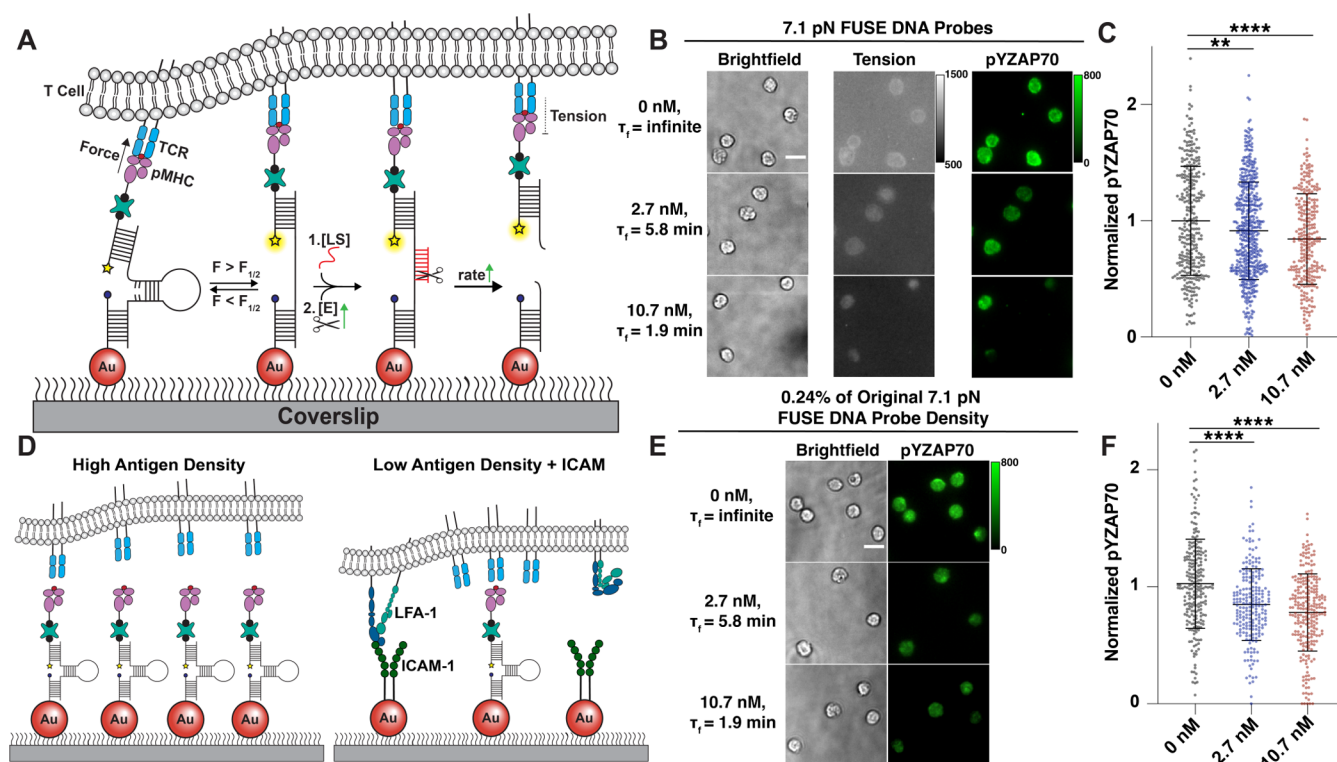 A
T Cell
Force
TCR
pMHC
Tension
F > F1/2
F < F1/2
1.[LS]
2.[E]
rate
Au
Au
Au
Au
Coverslip
B
7.1 pN FUSE DNA Probes
Brightfield
Tension
pYZAP70
1500
500
800
0
0 nM,
τf = infinite
2.7 nM,
τf = 5.8 min
10.7 nM,
τf = 1.9 min
C
****
**
Normalized pYZAP70
2
1
0
0 nM
2.7 nM
10.7 nM
D
High Antigen Density
Au
Au
Au
Au
Low Antigen Density + ICAM
LFA-1
ICAM-1
Au
Au
Au
E
0.24% of Original 7.1 pN
FUSE DNA Probe Density
Brightfield
pYZAP70
800
0
0 nM,
τf = infinite
2.7 nM,
τf = 5.8 min
10.7 nM,
τf = 1.9 min
F
****
****
Normalized pYZAP70
2
1
0
0 nM
2.7 nM
10.7 nM